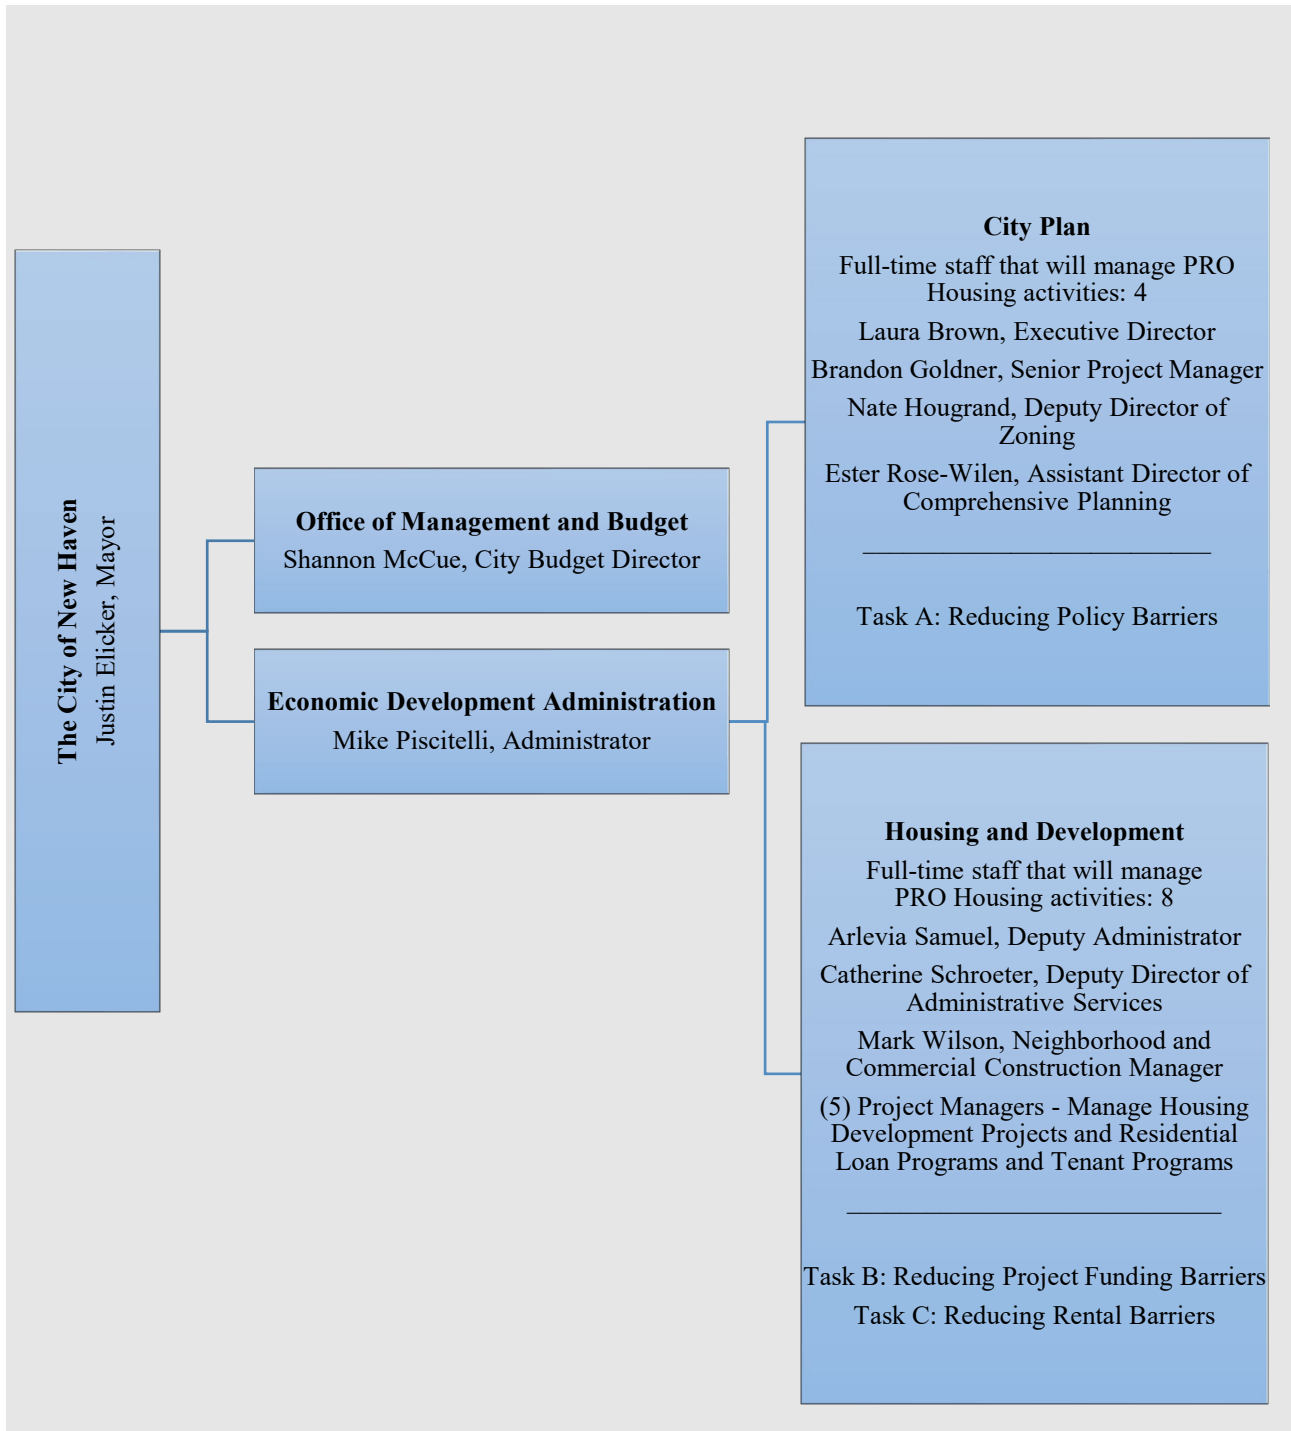 The City of New Haven
Justin Elicker, Mayor
Office of Management and Budget
Shannon McCue, City Budget Director
Economic Development Administration
Mike Piscitelli, Administrator
City Plan
Full-time staff that will manage PRO
Housing activities: 4
Laura Brown, Executive Director
Brandon Goldner, Senior Project Manager
Nate Hougrand, Deputy Director of
Zoning
Ester Rose-Wilen, Assistant Director of
Comprehensive Planning
Task A: Reducing Policy Barriers
Housing and Development
Full-time staff that will manage
PRO Housing activities: 8
Arlevia Samuel, Deputy Administrator
Catherine Schroeter, Deputy Director of
Administrative Services
Mark Wilson, Neighborhood and
Commercial Construction Manager
(5) Project Managers - Manage Housing
Development Projects and Residential
Loan Programs and Tenant Programs
Task B: Reducing Project Funding Barriers
Task C: Reducing Rental Barriers